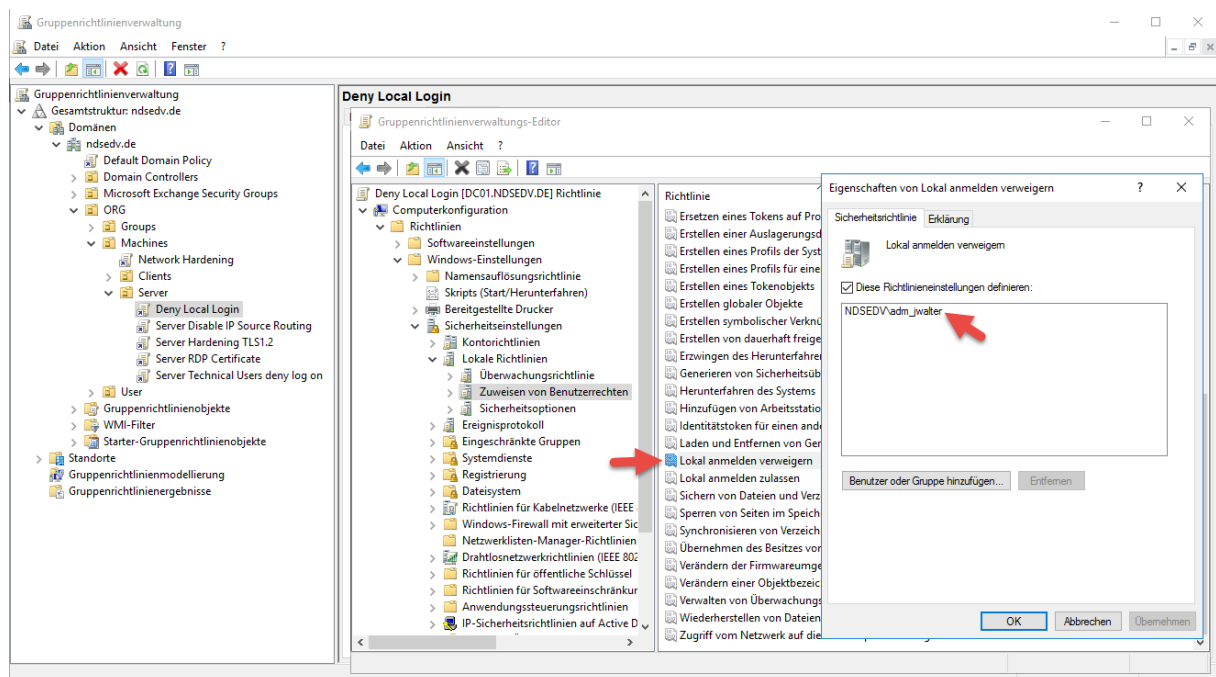 Gruppenrichtlinienverwaltung
Datei Aktion Ansicht Fenster ?
Gruppenrichtlinienverwaltung
Gesamtstruktur: ndsedv.de
Domänen
ndsedv.de
Default Domain Policy
Domain Controllers
Microsoft Exchange Security Groups
ORG
Groups
Machines
Network Hardening
Clients
Server
Deny Local Login
Server Disable IP Source Routing
Server Hardening TLS1.2
Server RDP Certificate
Server Technical Users deny log on
User
Gruppenrichtlinienobjekte
WMI-Filter
Starter-Gruppenrichtlinienobjekte
Standorte
Gruppenrichtlinienmodellierung
Gruppenrichtlinienergebnisse
Deny Local Login
Gruppenrichtlinienverwaltungs-Editor
Datei Aktion Ansicht ?
Deny Local Login [DC01.NDSEDV.DE] Richtlinie
Computerkonfiguration
Richtlinien
Softwareeinstellungen
Windows-Einstellungen
Namensauflösungsrichtlinie
Skripts (Start/Herunterfahren)
Bereitgestellte Drucker
Sicherheitseinstellungen
Kontorichtlinien
Lokale Richtlinien
Überwachungsrichtlinie
Zuweisen von Benutzerrechten
Sicherheitsoptionen
Ereignisprotokoll
Eingeschränkte Gruppen
Systemdienste
Registrierung
Dateisystem
Richtlinien für Kabelnetzwerke (IEEE
Windows-Firewall mit erweiterter Sic
Netzwerklisten-Manager-Richtlinien
Drahtlosnetzwerkrichtlinien (IEEE 802
Richtlinien für öffentliche Schlüssel
Richtlinien für Softwareeinschränkun
Anwendungssteuerungsrichtlinien
IP-Sicherheitsrichtlinien auf Active D
Richtlinie
Ersetzen eines Tokens auf Pro
Erstellen einer Auslagerungsd
Erstellen eines Profils der Syst
Erstellen eines Profils für eine
Erstellen eines Tokenobjekts
Erstellen globaler Objekte
Erstellen symbolischer Verknü
Erstellen von dauerhaft freige
Erzwingen des Herunterfahre
Generieren von Sicherheitsüb
Herunterfahren des Systems
Hinzufügen von Arbeitsstatio
Identitätstoken für einen ande
Laden und Entfernen von Ger
Lokal anmelden verweigern
Lokal anmelden zulassen
Sichern von Dateien und Verz
Sperren von Seiten im Speich
Synchronisieren von Verzeich
Übernehmen des Besitzes vor
Verändern der Firmwareumge
Verändern einer Objektbezeic
Verwalten von Überwachungs
Wiederherstellen von Dateien
Zugriff vom Netzwerk auf die
Eigenschaften von Lokal anmelden verweigern ?
Sicherheitsrichtlinie Erklärung
Lokal anmelden verweigern
Diese Richtlinieneinstellungen definieren:
NDSEDV\adm_jwalter
Benutzer oder Gruppe hinzufügen... Entfernen
OK Abbrechen Übernehmen